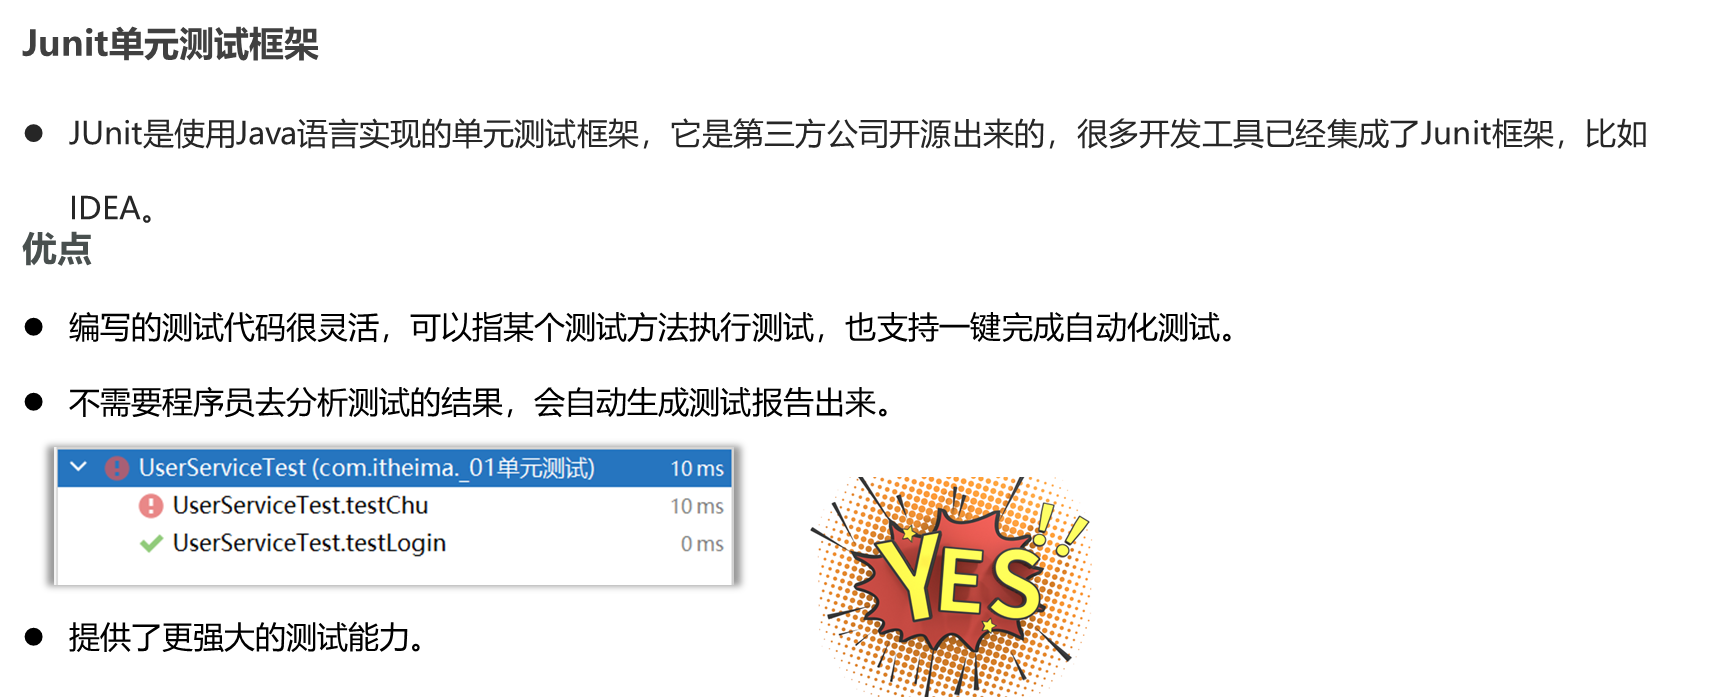 Junit单元测试框架
● JUnit是使用Java语言实现的单元测试框架，它是第三方公司开源出来的，很多开发工具已经集成了Junit框架，比如
IDEA。
优点
● 编写的测试代码很灵活，可以指某个测试方法执行测试，也支持一键完成自动化测试。
● 不需要程序员去分析测试的结果，会自动生成测试报告出来。
UserServiceTest (com.itheima._01单元测试) 10 ms
UserServiceTest.testChu 10 ms
UserServiceTest.testLogin 0 ms
YES!!
● 提供了更强大的测试能力。